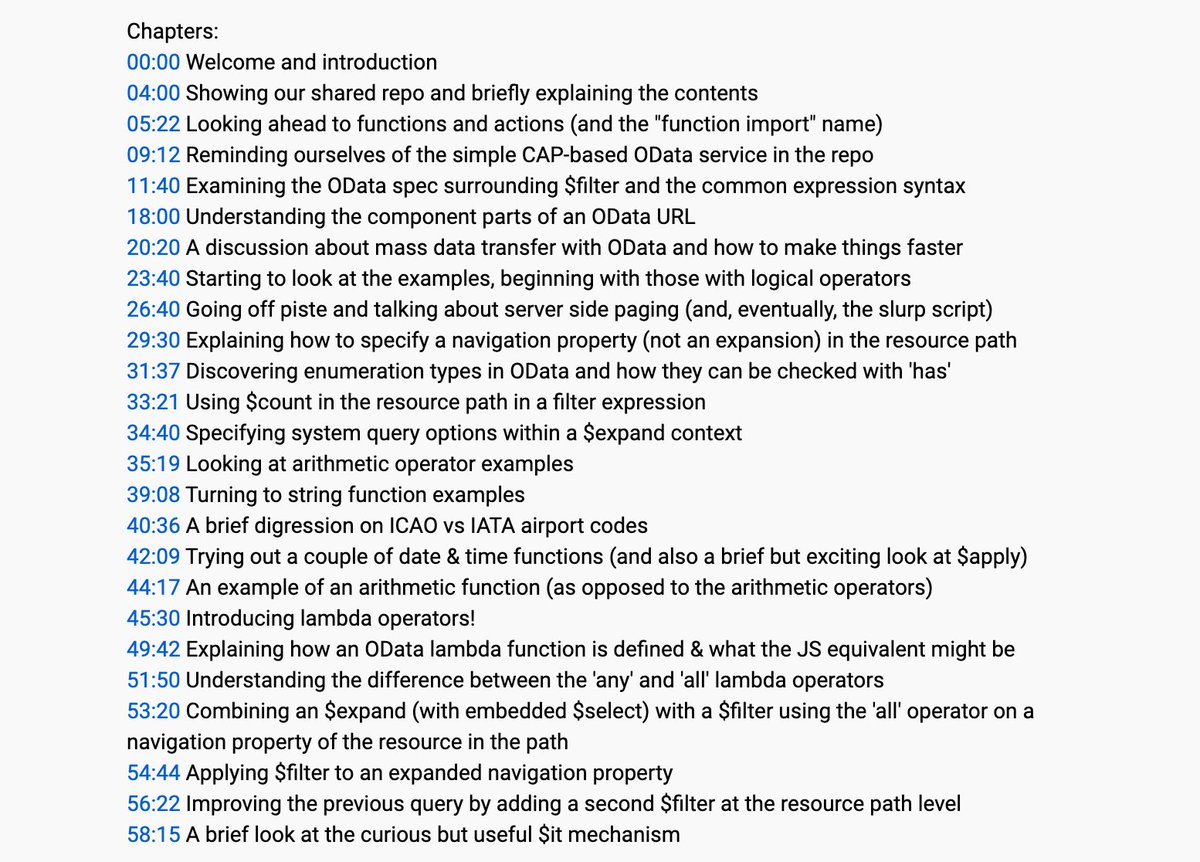 Chapters:
00:00 Welcome and introduction
04:00 Showing our shared repo and briefly explaining the contents
05:22 Looking ahead to functions and actions (and the "function import" name)
09:12 Reminding ourselves of the simple CAP-based OData service in the repo
11:40 Examining the OData spec surrounding $filter and the common expression syntax
18:00 Understanding the component parts of an OData URL
20:20 A discussion about mass data transfer with OData and how to make things faster
23:40 Starting to look at the examples, beginning with those with logical operators
26:40 Going off piste and talking about server side paging (and, eventually, the slurp script)
29:30 Explaining how to specify a navigation property (not an expansion) in the resource path
31:37 Discovering enumeration types in OData and how they can be checked with 'has'
33:21 Using $count in the resource path in a filter expression
34:40 Specifying system query options within a $expand context
35:19 Looking at arithmetic operator examples
39:08 Turning to string function examples
40:36 A brief digression on ICAO vs IATA airport codes
42:09 Trying out a couple of date & time functions (and also a brief but exciting look at $apply)
44:17 An example of an arithmetic function (as opposed to the arithmetic operators)
45:30 Introducing lambda operators!
49:42 Explaining how an OData lambda function is defined & what the JS equivalent might be
51:50 Understanding the difference between the 'any' and 'all' lambda operators
53:20 Combining an $expand (with embedded $select) with a $filter using the 'all' operator on a
navigation property of the resource in the path
54:44 Applying $filter to an expanded navigation property
56:22 Improving the previous query by adding a second $filter at the resource path level
58:15 A brief look at the curious but useful $it mechanism